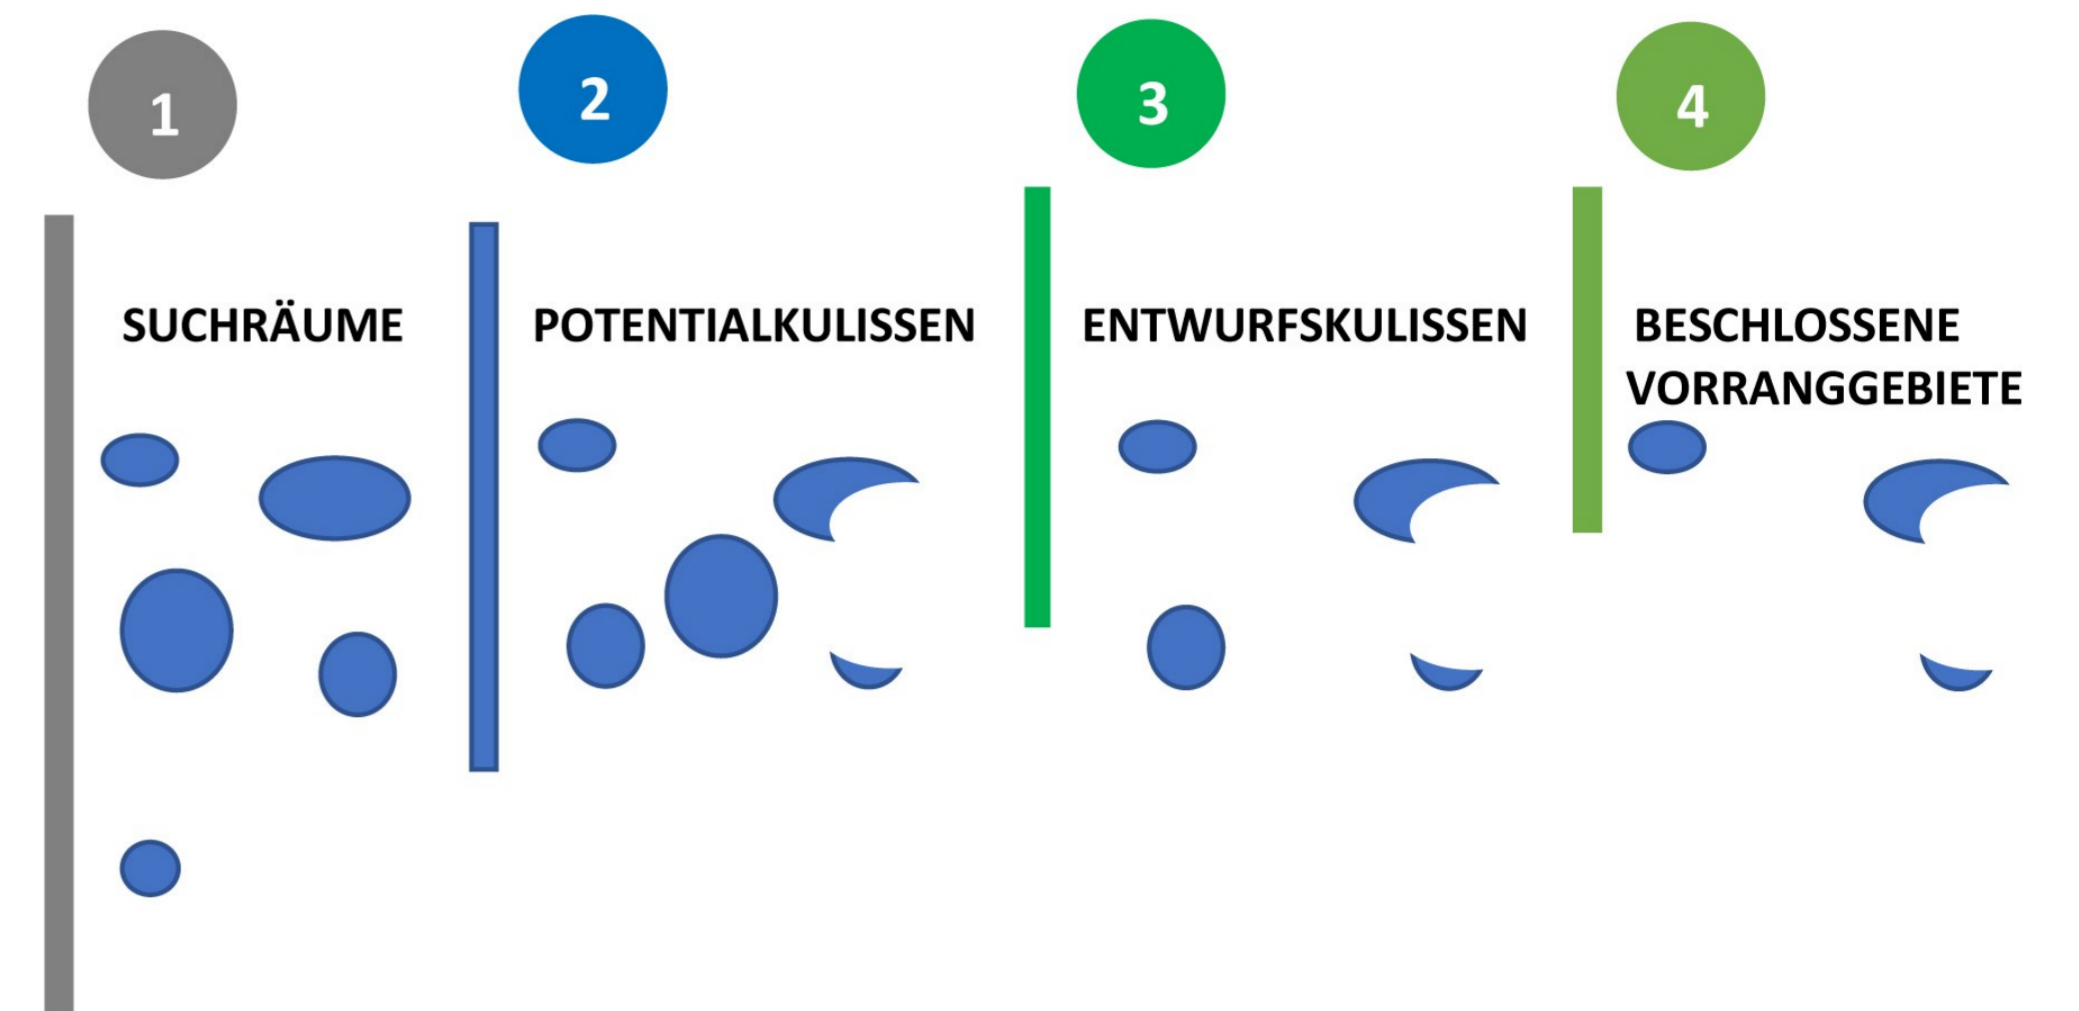 1
2
3
4
SUCHRÄUME
POTENTIALKULISSEN
ENTWURFSKULISSEN
BESCHLOSSENE
VORRANGGEBIETE